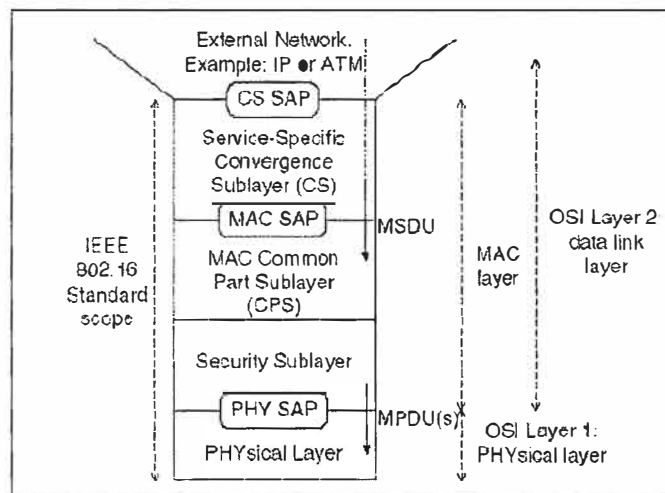 External Network.
Example: IP or ATM
CS SAP
Service-Specific
Convergence
Sublayer (CS)
MAC SAP
MSDU
MAC Common
Part Sublayer
(CPS)
Security Sublayer
PHY SAP
MPDU(s)
PHYsical Layer
IEEE
802.16
Standard
scope
MAC
layer
OSI Layer 2:
data link
layer
OSI Layer 1:
PHYsical layer